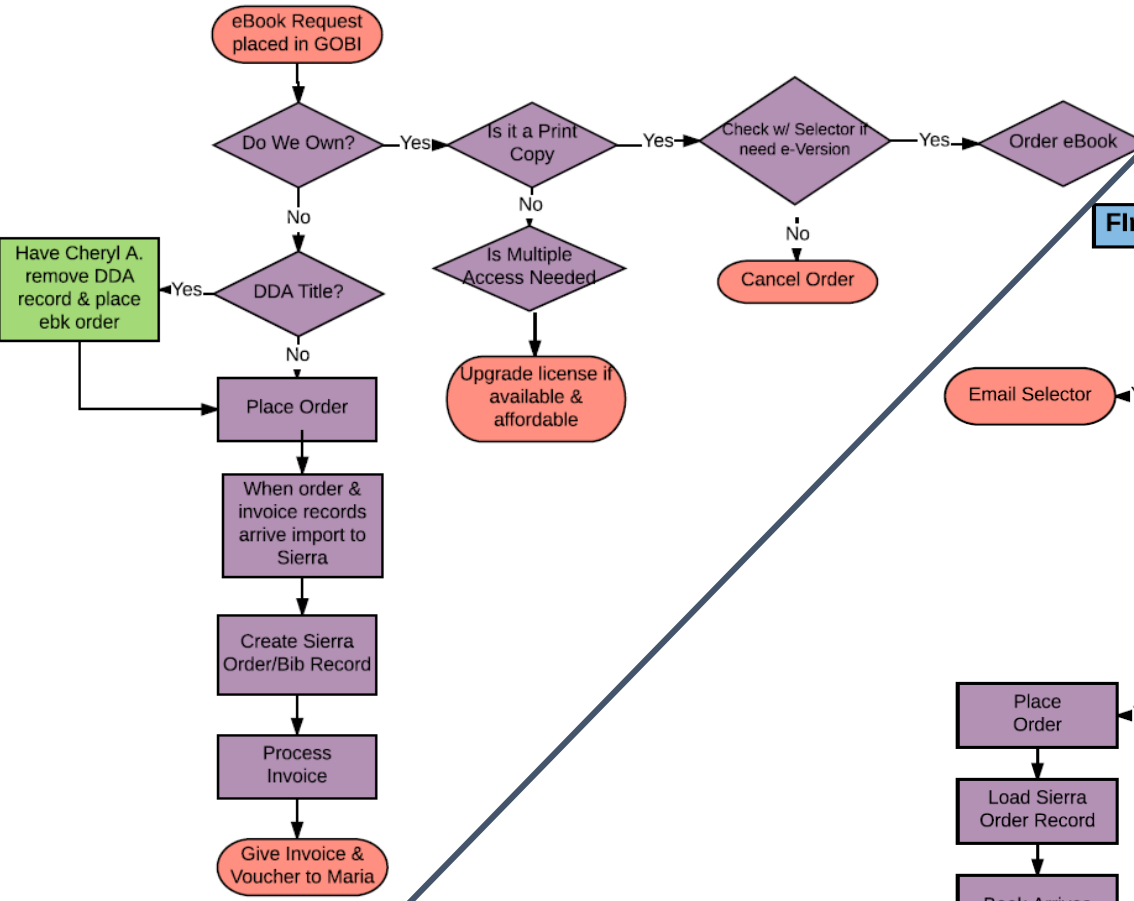 eBook Request
placed in GOBI
Do We Own?
Yes
Is it a Print
Copy
Yes
Check w/ Selector if
need e-Version
Yes
Order eBook
No
No
No
Have Cheryl A.
remove DDA
record & place
ebk order
Yes
DDA Title?
Is Multiple
Access Needed
Cancel Order
No
Place Order
Upgrade license if
available &
affordable
Email Selector
When order &
invoice records
arrive import to
Sierra
Create Sierra
Order/Bib Record
Process
Invoice
Give Invoice &
Voucher to Maria
Place
Order
Load Sierra
Order Record